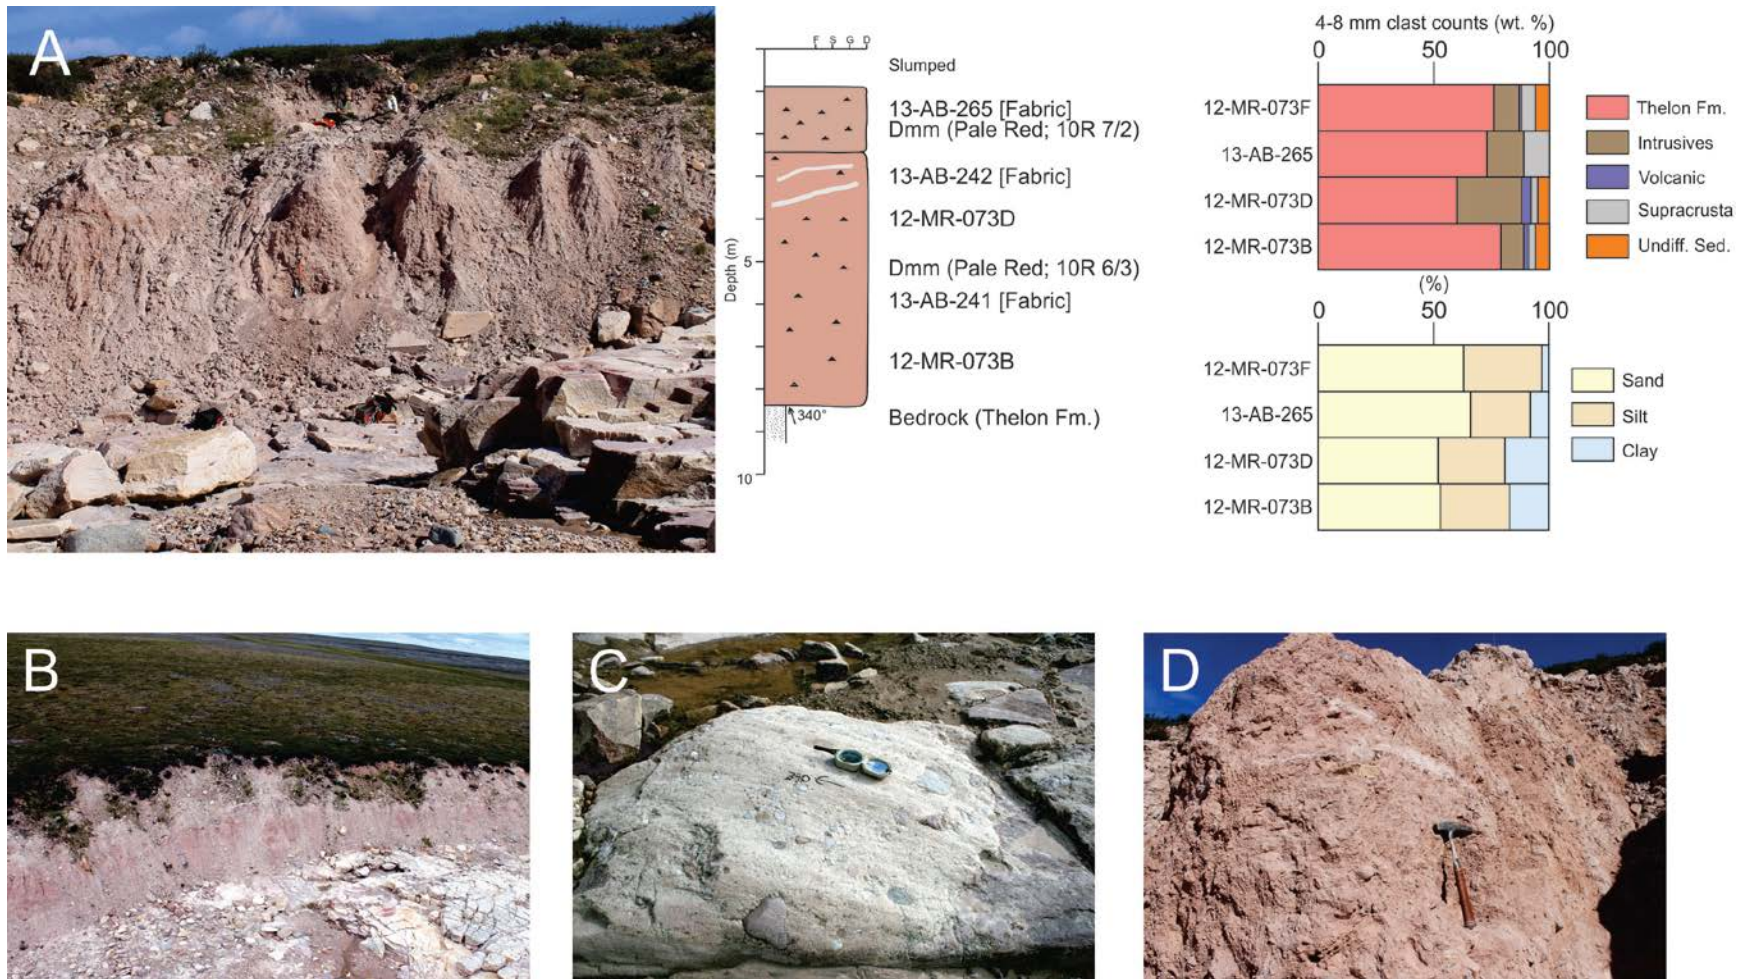 A
F S G D
Slumped
13-AB-265 [Fabric]
Dmm (Pale Red; 10R 7/2)
13-AB-242 [Fabric]
12-MR-073D
5
Dmm (Pale Red; 10R 6/3)
13-AB-241 [Fabric]
12-MR-073B
340°
Bedrock (Thelon Fm.)
10
Depth (m)
4-8 mm clast counts (wt. %)
0 50 100
12-MR-073F
13-AB-265
12-MR-073D
12-MR-073B
Thelon Fm.
Intrusives
Volcanic
Supracrusta
Undiff. Sed.
(%)
0 50 100
12-MR-073F
13-AB-265
12-MR-073D
12-MR-073B
Sand
Silt
Clay
B
C
D